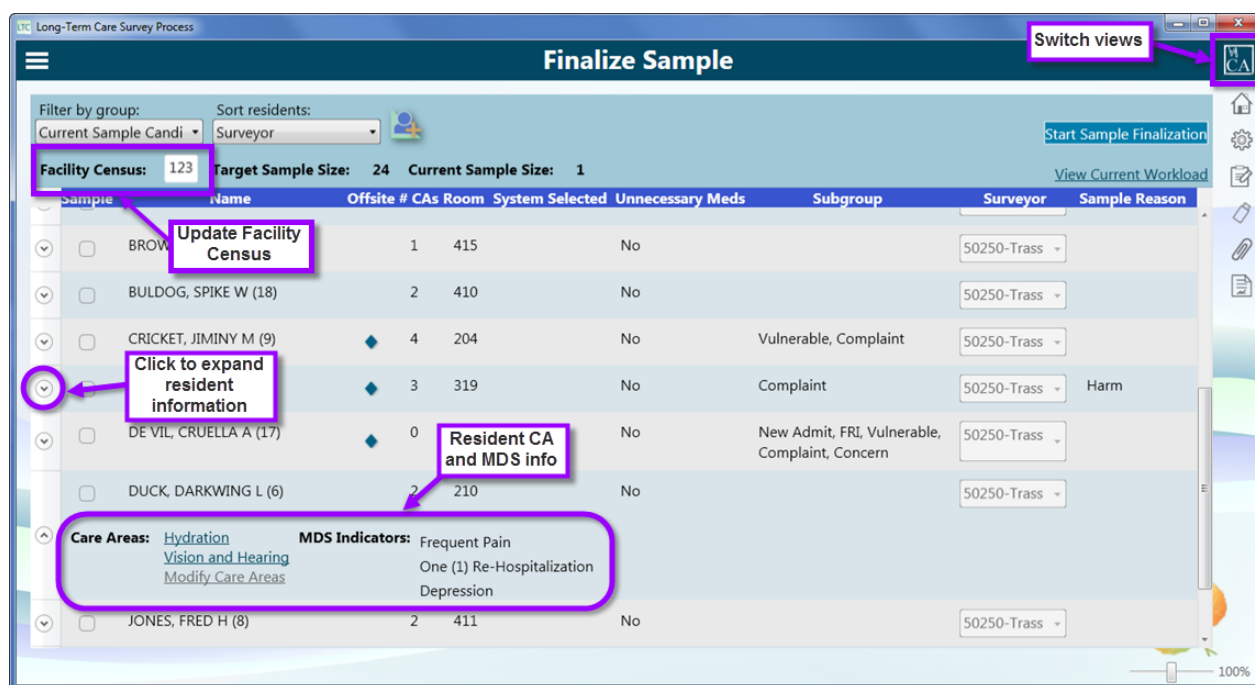 LTC Long-Term Care Survey Process
Switch views
Finalize Sample
CA
Filter by group:
Sort residents:
Current Sample Candi
Surveyor
Start Sample Finalization
Facility Census: 123 Target Sample Size: 24 Current Sample Size: 1
View Current Workload
Sample Name Offsite # CAs Room System Selected Unnecessary Meds Subgroup Surveyor Sample Reason
Update Facility
Census
BROW 1 415 No 50250-Trass
BULDOG, SPIKE W (18) 2 410 No 50250-Trass
CRICKET, JIMINY M (9) 4 204 No Vulnerable, Complaint 50250-Trass
Click to expand
resident
information
3 319 No Complaint 50250-Trass Harm
DE VIL, CRUELLA A (17) 0 No New Admit, FRI, Vulnerable, 50250-Trass
Complaint, Concern
Resident CA
and MDS info
DUCK, DARKWING L (6) 2 210 No 50250-Trass
Care Areas: Hydration MDS Indicators: Frequent Pain
Vision and Hearing One (1) Re-Hospitalization
Modify Care Areas Depression
JONES, FRED H (8) 2 411 No 50250-Trass
100%